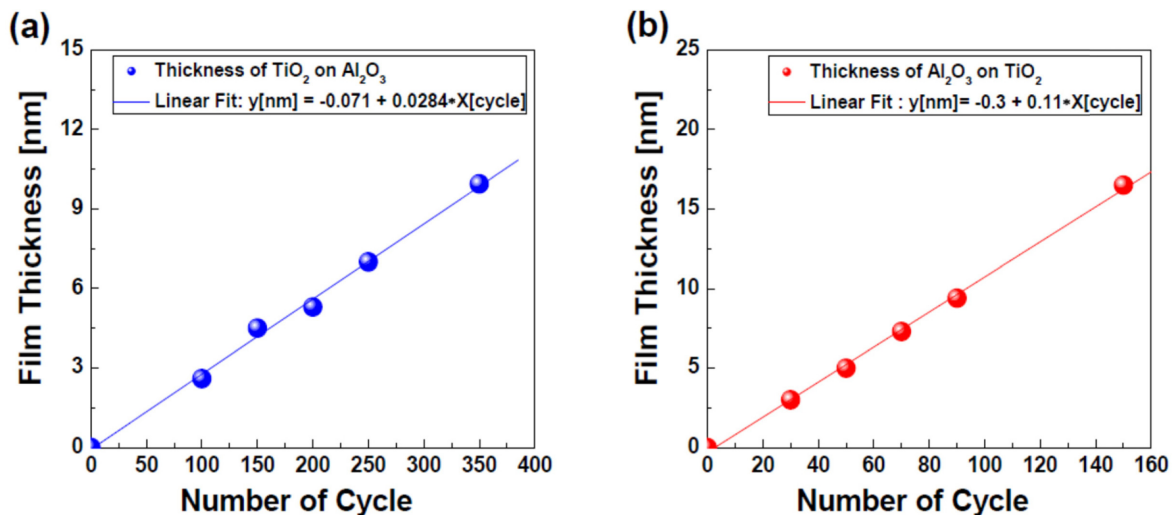 (a)
15
12
9
6
3
0
Film Thickness [nm]
Thickness of TiO₂ on Al₂O₃
Linear Fit: y[nm] = -0.071 + 0.0284*X[cycle]
0 50 100 150 200 250 300 350 400
Number of Cycle
(b)
25
20
15
10
5
0
Film Thickness [nm]
Thickness of Al₂O₃ on TiO₂
Linear Fit : y[nm]= -0.3 + 0.11*X[cycle]
0 20 40 60 80 100 120 140 160
Number of Cycle